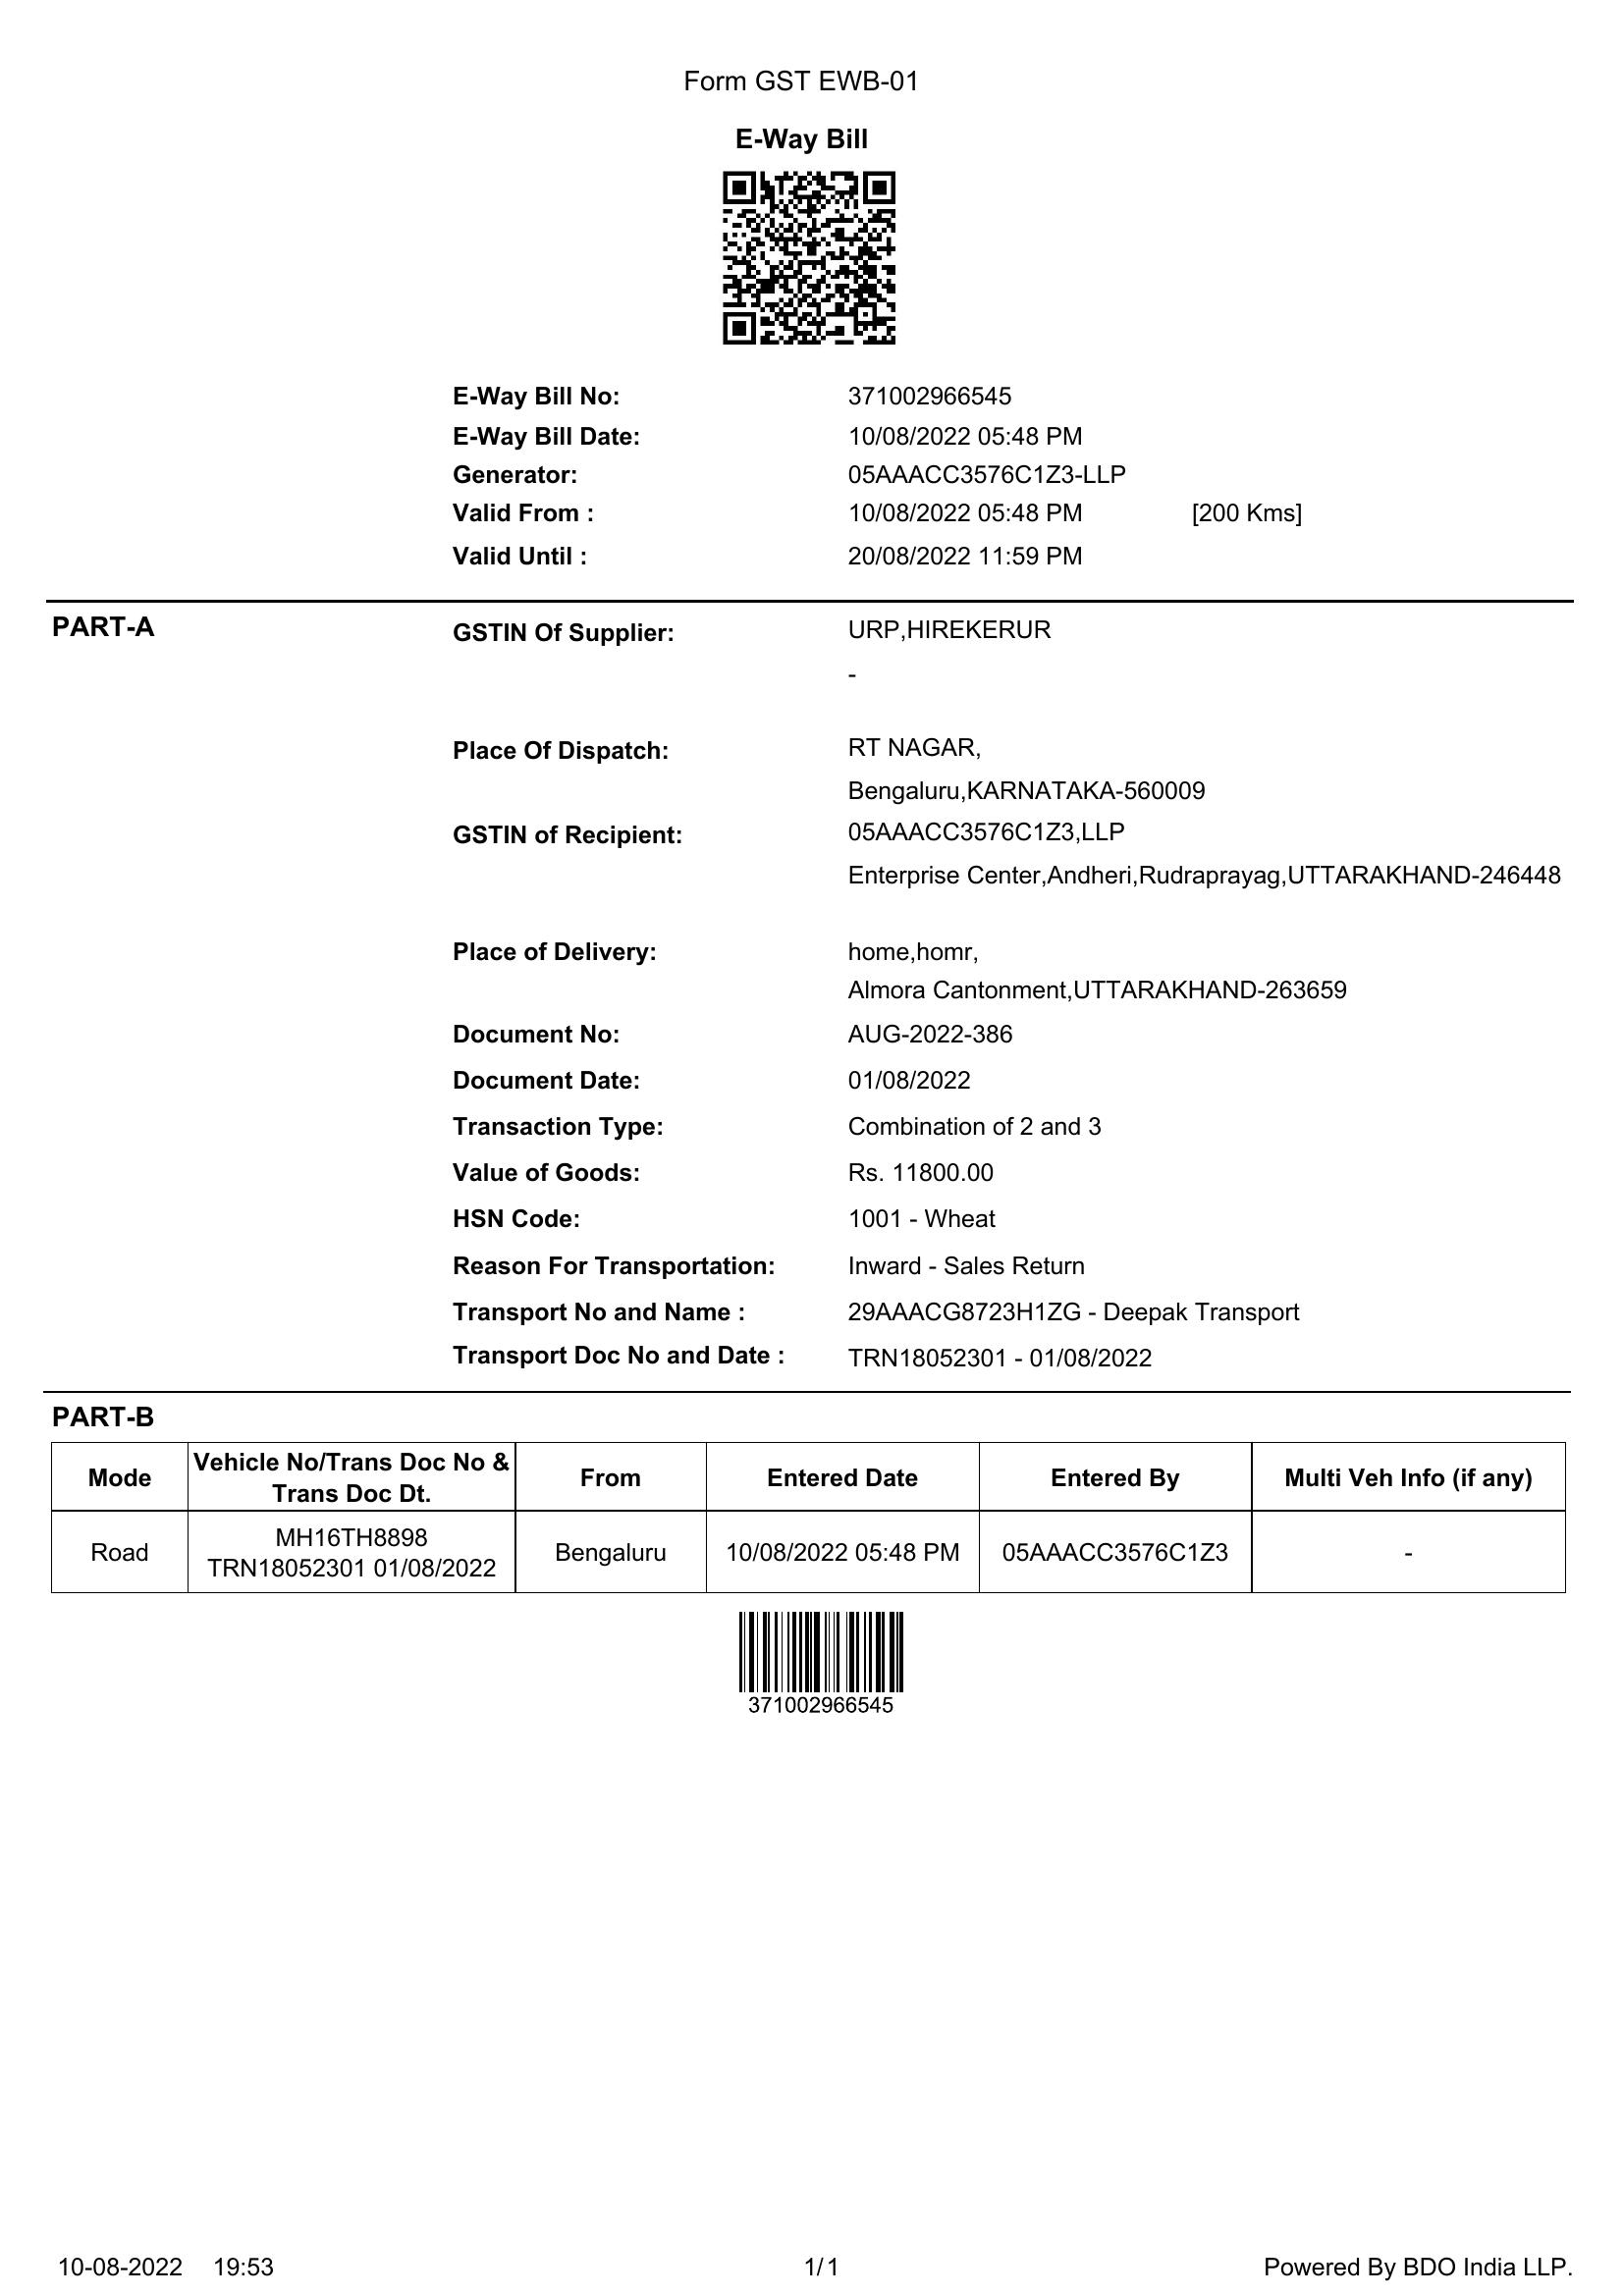 Form GST EWB-01
E-Way Bill
E-Way Bill No: 371002966545
E-Way Bill Date: 10/08/2022 05:48 PM
Generator: 05AAACC3576C1Z3-LLP
Valid From : 10/08/2022 05:48 PM [200 Kms]
Valid Until : 20/08/2022 11:59 PM
PART-A
GSTIN Of Supplier: URP,HIREKERUR
-
Place Of Dispatch: RT NAGAR,
Bengaluru,KARNATAKA-560009
GSTIN of Recipient: 05AAACC3576C1Z3,LLP
Enterprise Center,Andheri,Rudraprayag,UTTARAKHAND-246448
Place of Delivery: home,homr,
Almora Cantonment,UTTARAKHAND-263659
Document No: AUG-2022-386
Document Date: 01/08/2022
Transaction Type: Combination of 2 and 3
Value of Goods: Rs. 11800.00
HSN Code: 1001 - Wheat
Reason For Transportation: Inward - Sales Return
Transport No and Name : 29AAACG8723H1ZG - Deepak Transport
Transport Doc No and Date : TRN18052301 - 01/08/2022
PART-B
Mode Vehicle No/Trans Doc No & Trans Doc Dt. From Entered Date Entered By Multi Veh Info (if any)
Road MH16TH8898 TRN18052301 01/08/2022 Bengaluru 10/08/2022 05:48 PM 05AAACC3576C1Z3 -
371002966545
10-08-2022 19:53 1/1 Powered By BDO India LLP.